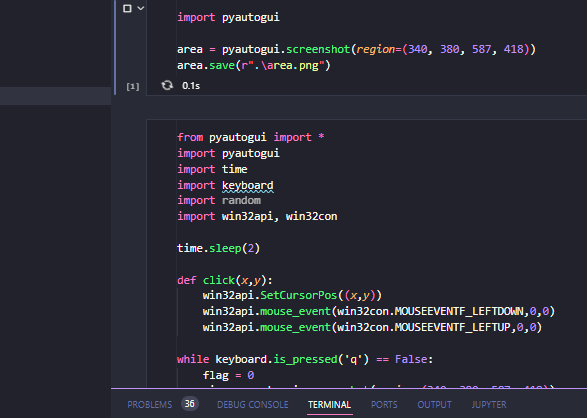 import pyautogui
area = pyautogui.screenshot(region=(340, 380, 587, 418))
area.save(r".\area.png")
[1] 0.1s
from pyautogui import *
import pyautogui
import time
import keyboard
import random
import win32api, win32con
time.sleep(2)
def click(x,y):
win32api.SetCursorPos((x,y))
win32api.mouse_event(win32con.MOUSEEVENTF_LEFTDOWN,0,0)
win32api.mouse_event(win32con.MOUSEEVENTF_LEFTUP,0,0)
while keyboard.is_pressed('q') == False:
flag = 0
PROBLEMS 36 DEBUG CONSOLE TERMINAL PORTS OUTPUT JUPYTER